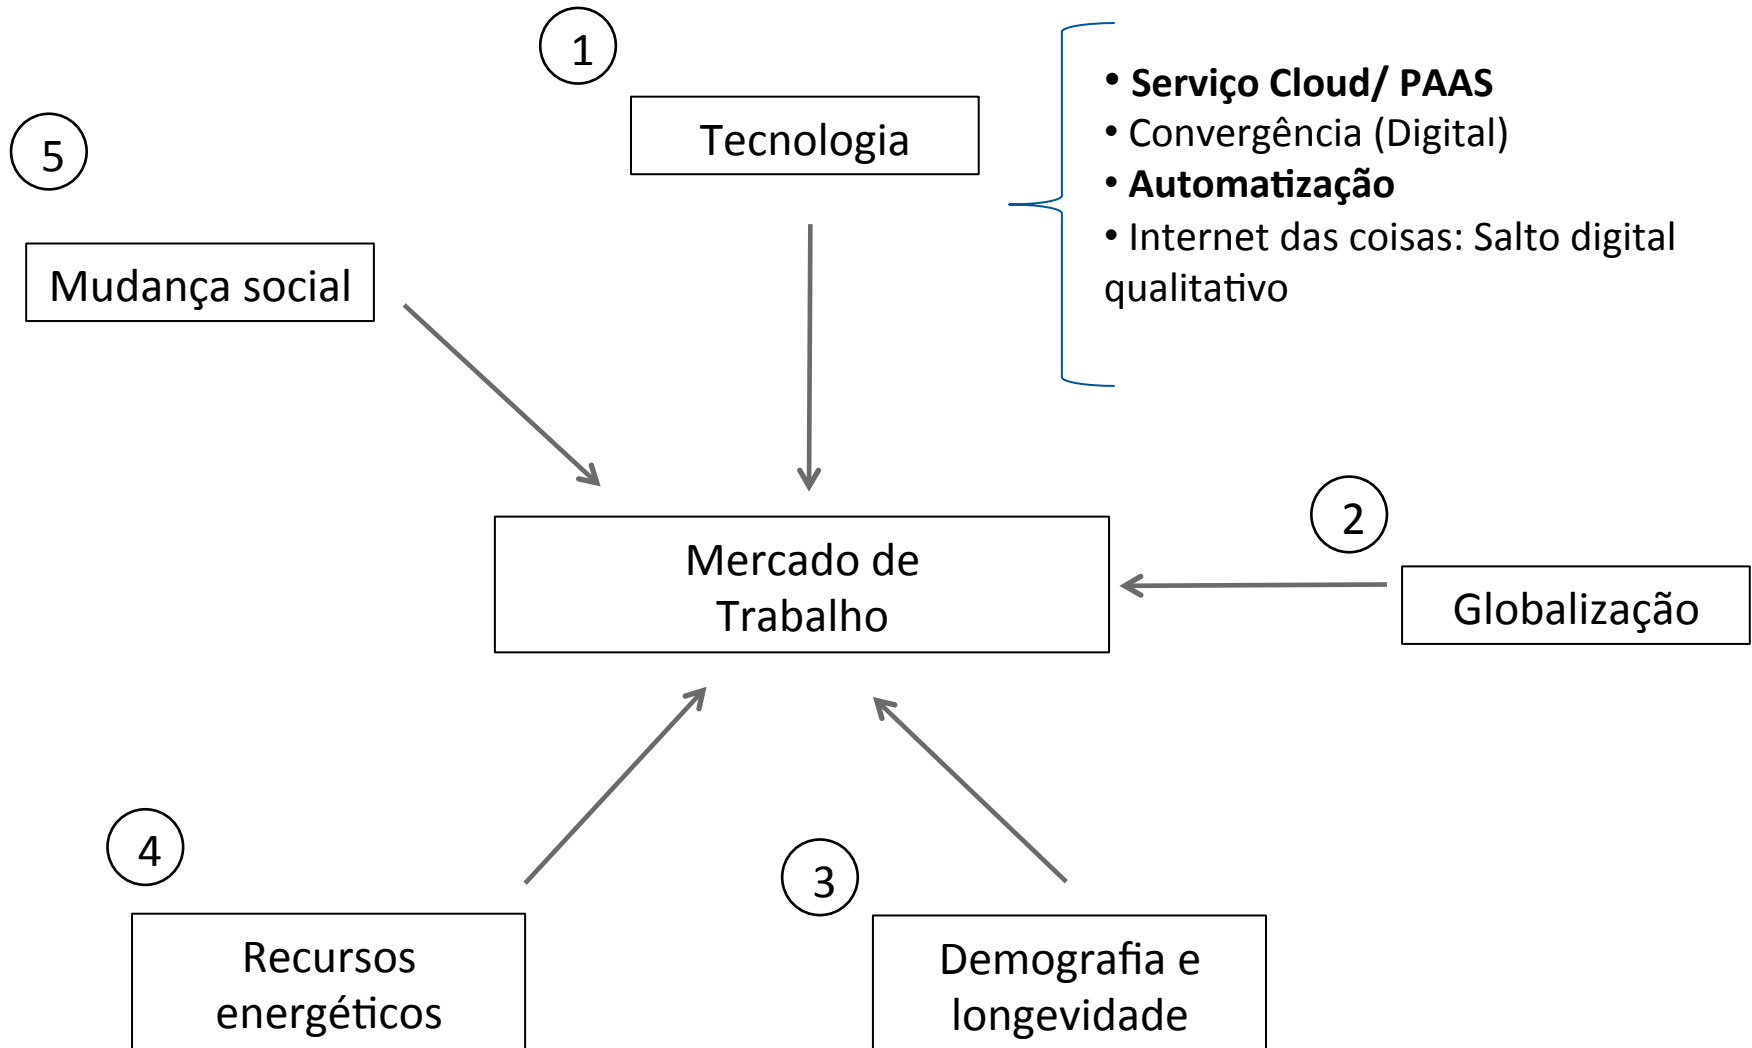 1
Tecnologia
• Serviço Cloud/ PAAS
• Convergência (Digital)
• Automatização
• Internet das coisas: Salto digital
qualitativo
5
Mudança social
2
Mercado de
Trabalho
Globalização
4
Recursos
energéticos
3
Demografia e
longevidade